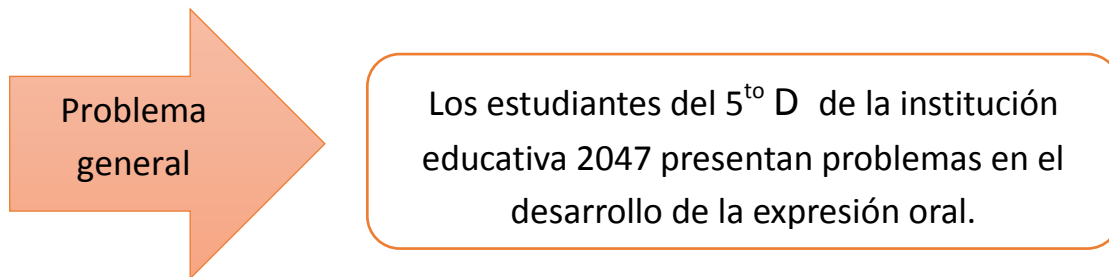 Problema
general
Los estudiantes del 5to D de la institución
educativa 2047 presentan problemas en el
desarrollo de la expresión oral.